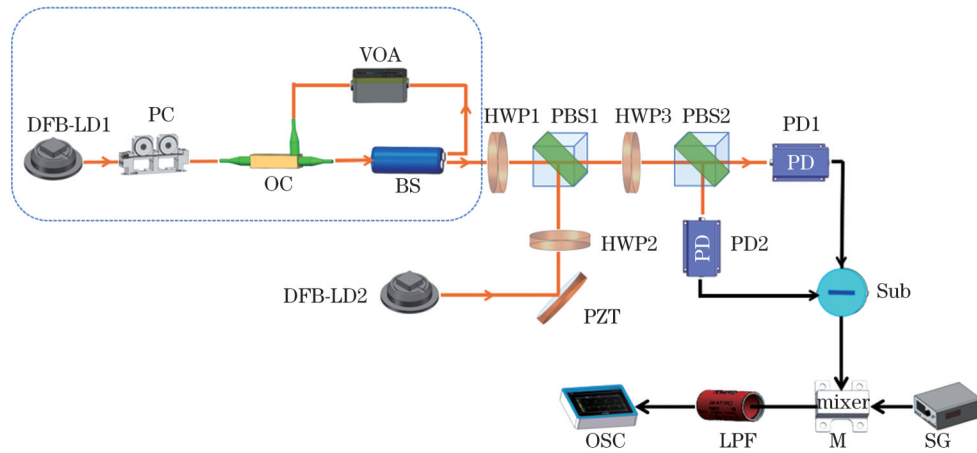 VOA
PC
DFB-LD1
OC
BS
HWP1
PBS1
HWP3
PBS2
PD1
PD
HWP2
PD
PD2
DFB-LD2
PZT
Sub
mixer
OSC
LPF
M
SG